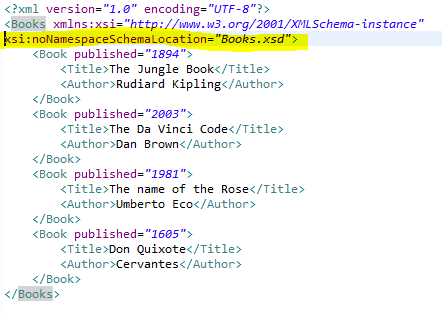 <?xml version="1.0" encoding="UTF-8"?>
<Books xmlns:xsi="http://www.w3.org/2001/XMLSchema-instance"
xsi:noNamespaceSchemaLocation="Books.xsd">
<Book published="1894">
<Title>The Jungle Book</Title>
<Author>Rudiard Kipling</Author>
</Book>
<Book published="2003">
<Title>The Da Vinci Code</Title>
<Author>Dan Brown</Author>
</Book>
<Book published="1981">
<Title>The name of the Rose</Title>
<Author>Umberto Eco</Author>
</Book>
<Book published="1605">
<Title>Don Quixote</Title>
<Author>Cervantes</Author>
</Book>
</Books>